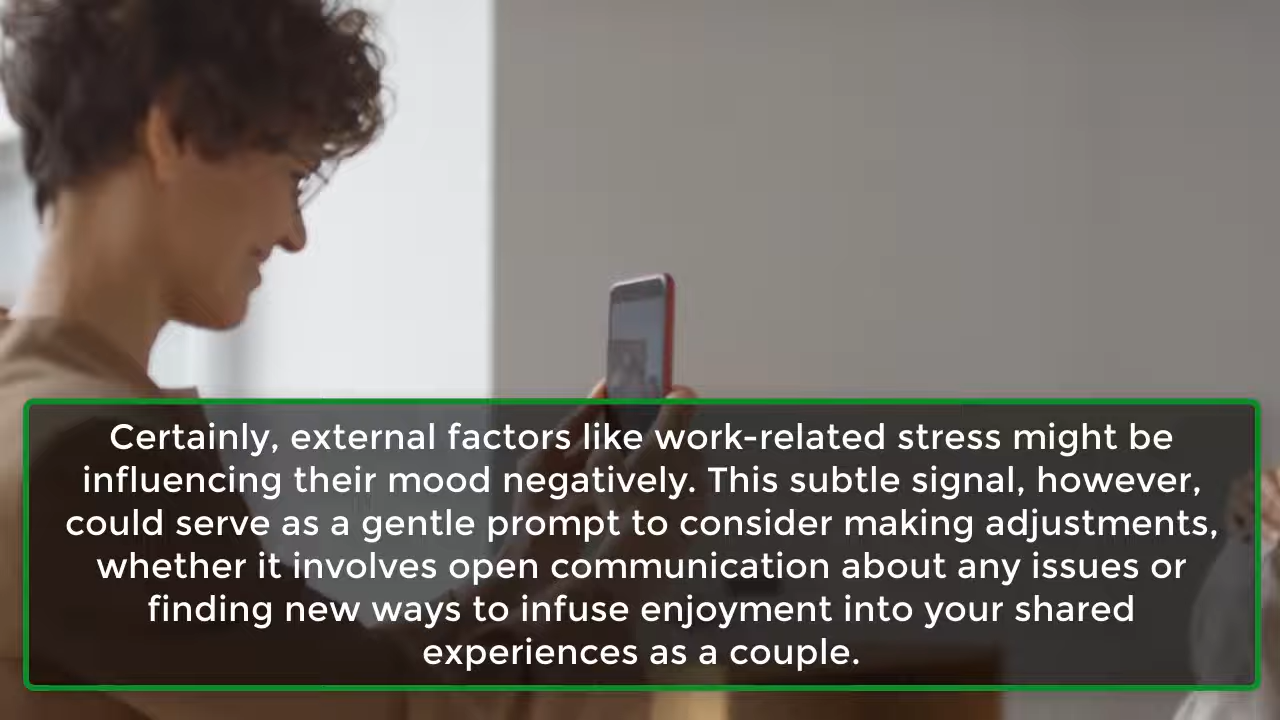 Certainly, external factors like work-related stress might be
influencing their mood negatively. This subtle signal, however,
could serve as a gentle prompt to consider making adjustments,
whether it involves open communication about any issues or
finding new ways to infuse enjoyment into your shared
experiences as a couple.